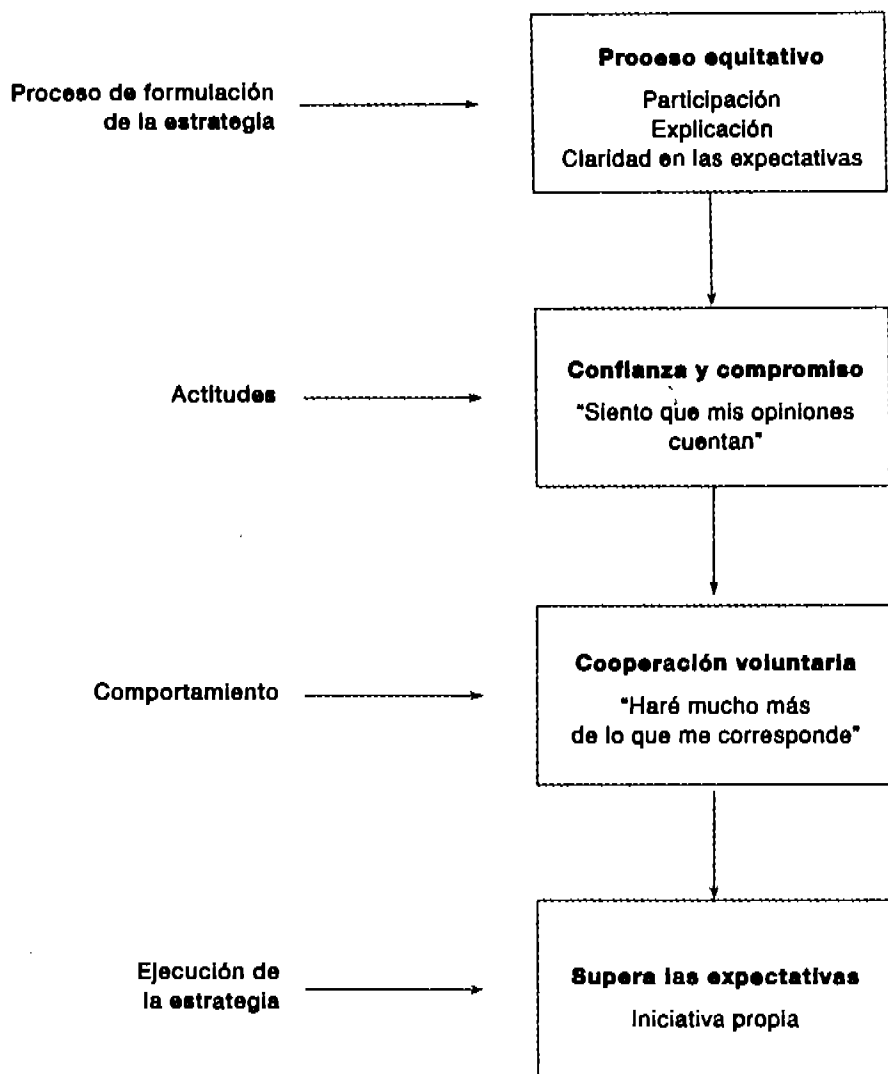 Proceso de formulación
de la estrategia
Proceso equitativo
Participación
Explicación
Claridad en las expectativas
Actitudes
Confianza y compromiso
"Siento que mis opiniones
cuentan"
Comportamiento
Cooperación voluntaria
"Haré mucho más
de lo que me corresponde"
Ejecución de
la estrategia
Supera las expectativas
Iniciativa propia